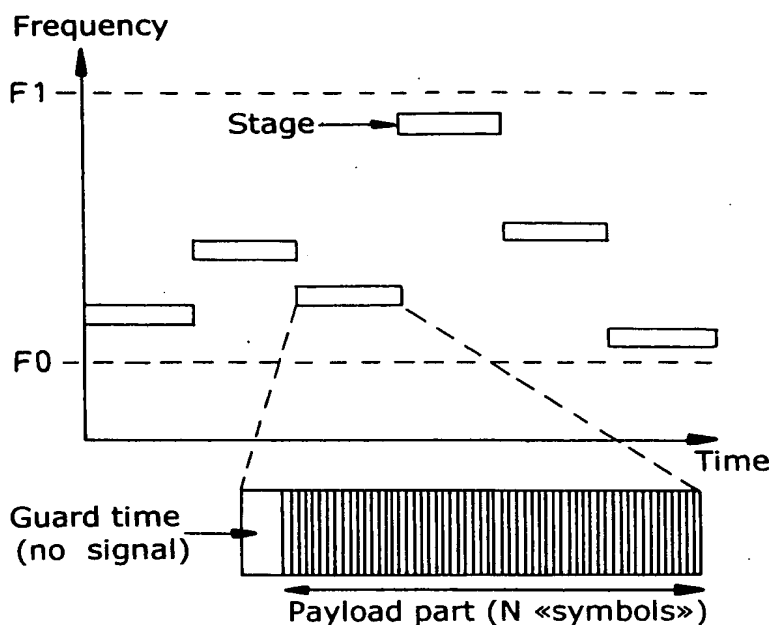 Frequency
F1
Stage
F0
Time
Guard time
(no signal)
Payload part (N «symbols»)